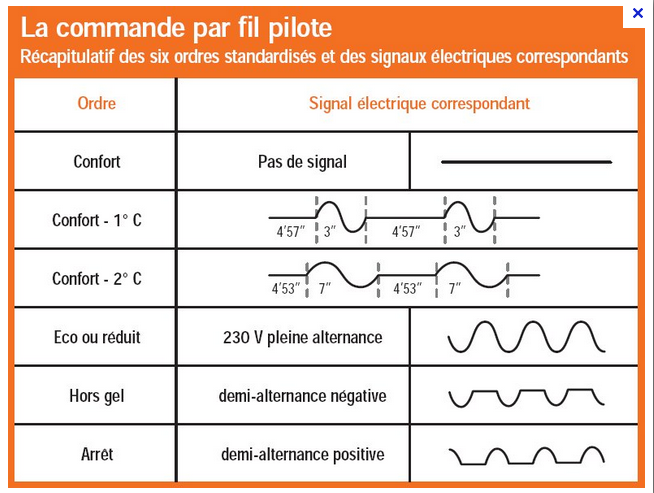 La commande par fil pilote
Récapitulatif des six ordres standardisés et des signaux électriques correspondants
Ordre
Signal électrique correspondant
Confort
Pas de signal
Confort - 1° C
4’57’’ 3’’ 4’57’’ 3’’
Confort - 2° C
4’53’’ 7’’ 4’53’’ 7’’
Eco ou réduit
230 V pleine alternance
Hors gel
demi-alternance négative
Arrêt
demi-alternance positive